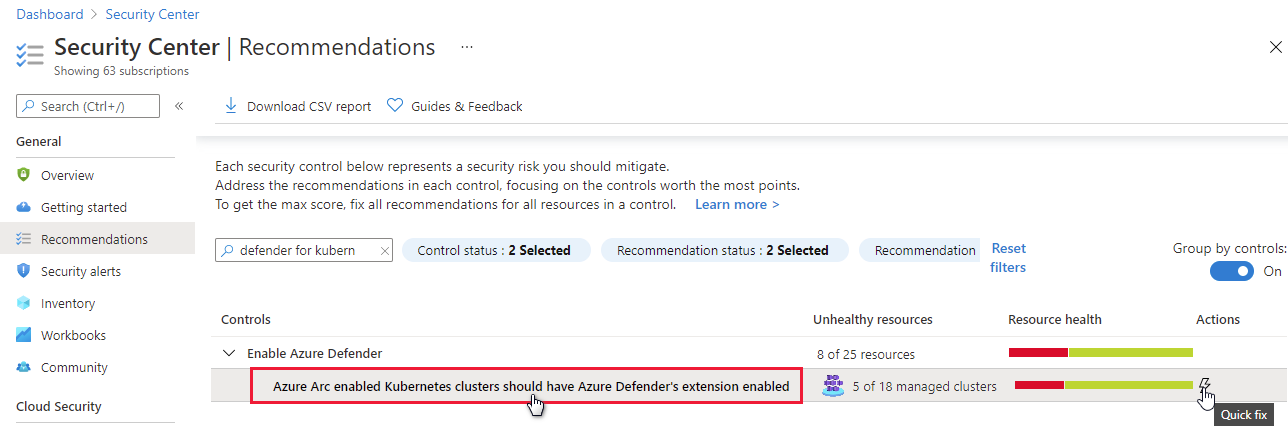 Dashboard > Security Center
Security Center | Recommendations ...
Showing 63 subscriptions
Search (Ctrl+/) «
Download CSV report Guides & Feedback
General
Overview
Getting started
Recommendations
Security alerts
Inventory
Workbooks
Community
Cloud Security
Each security control below represents a security risk you should mitigate.
Address the recommendations in each control, focusing on the controls worth the most points.
To get the max score, fix all recommendations for all resources in a control. Learn more >
defender for kubern Control status : 2 Selected Recommendation status : 2 Selected Recommendation
Reset
filters
Group by controls:
On
Controls Unhealthy resources Resource health Actions
Enable Azure Defender 8 of 25 resources
Azure Arc enabled Kubernetes clusters should have Azure Defender's extension enabled 5 of 18 managed clusters
Quick fix